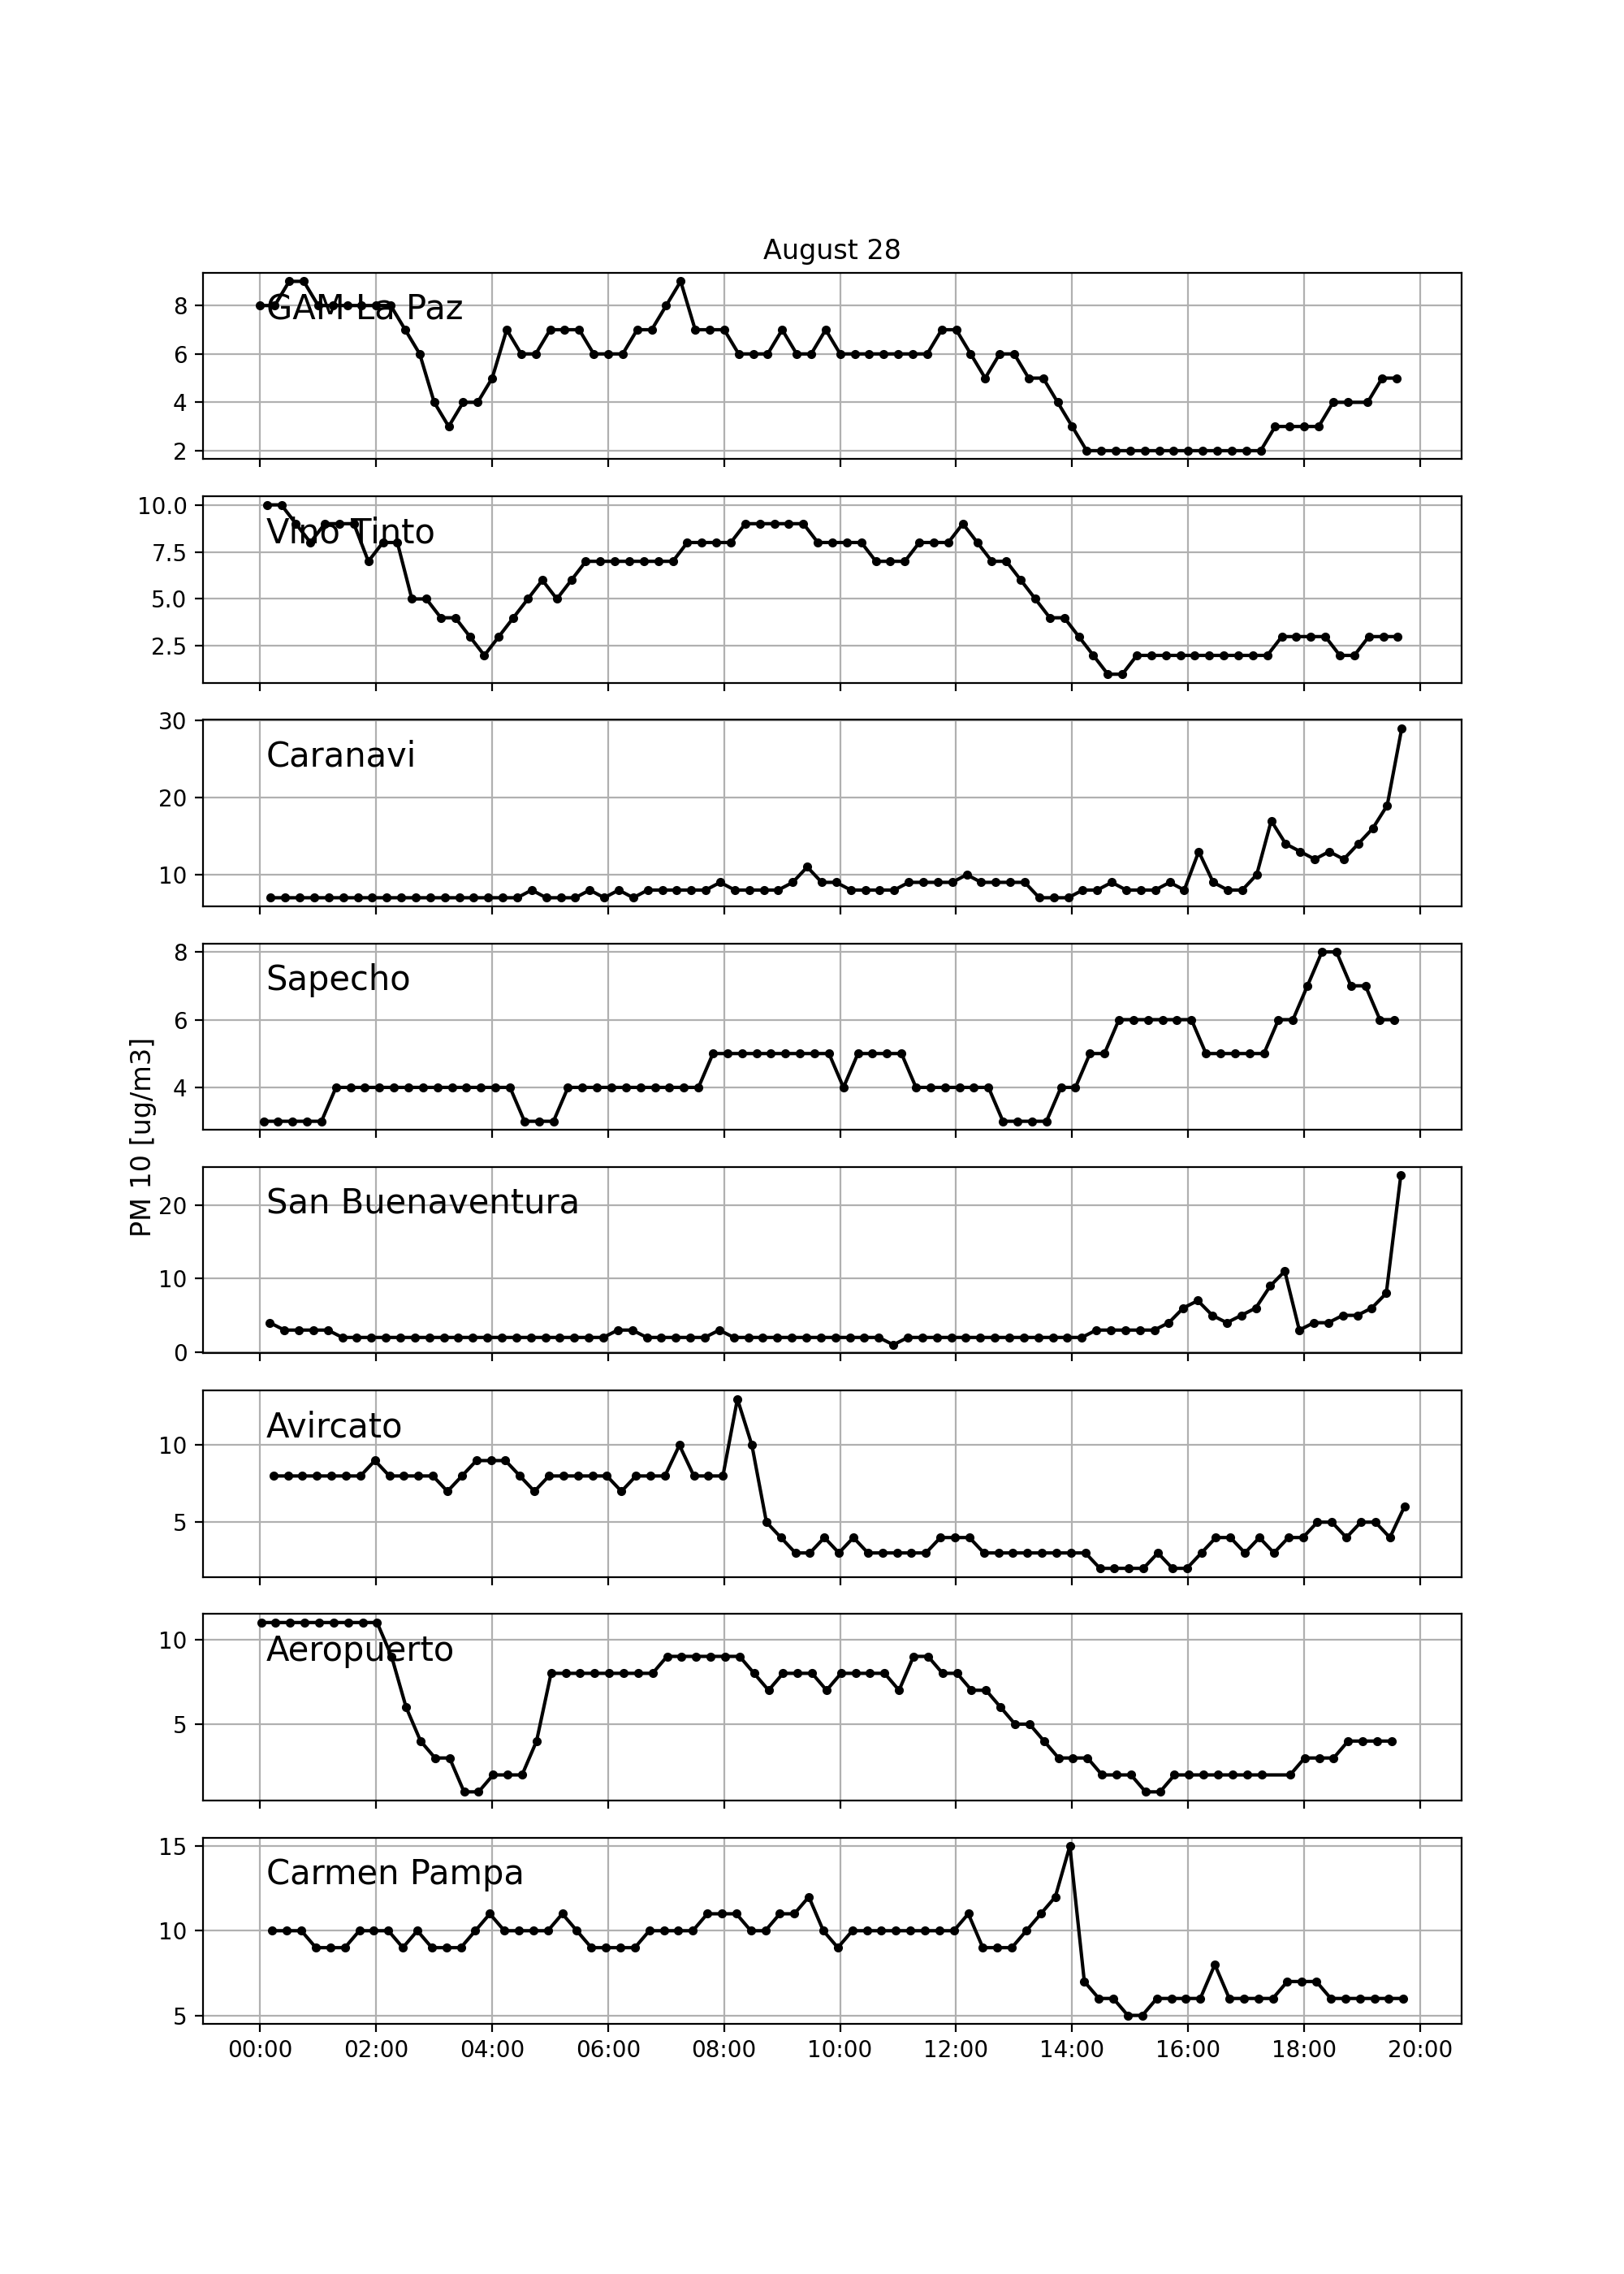 August 28
PM 10 [ug/m3]
GAM La Paz
8
6
4
2
Vino Tinto
10.0
7.5
5.0
2.5
Caranavi
30
20
10
Sapecho
8
6
4
San Buenaventura
20
10
0
Avircato
10
5
Aeropuerto
10
5
Carmen Pampa
15
10
5
00:00 02:00 04:00 06:00 08:00 10:00 12:00 14:00 16:00 18:00 20:00